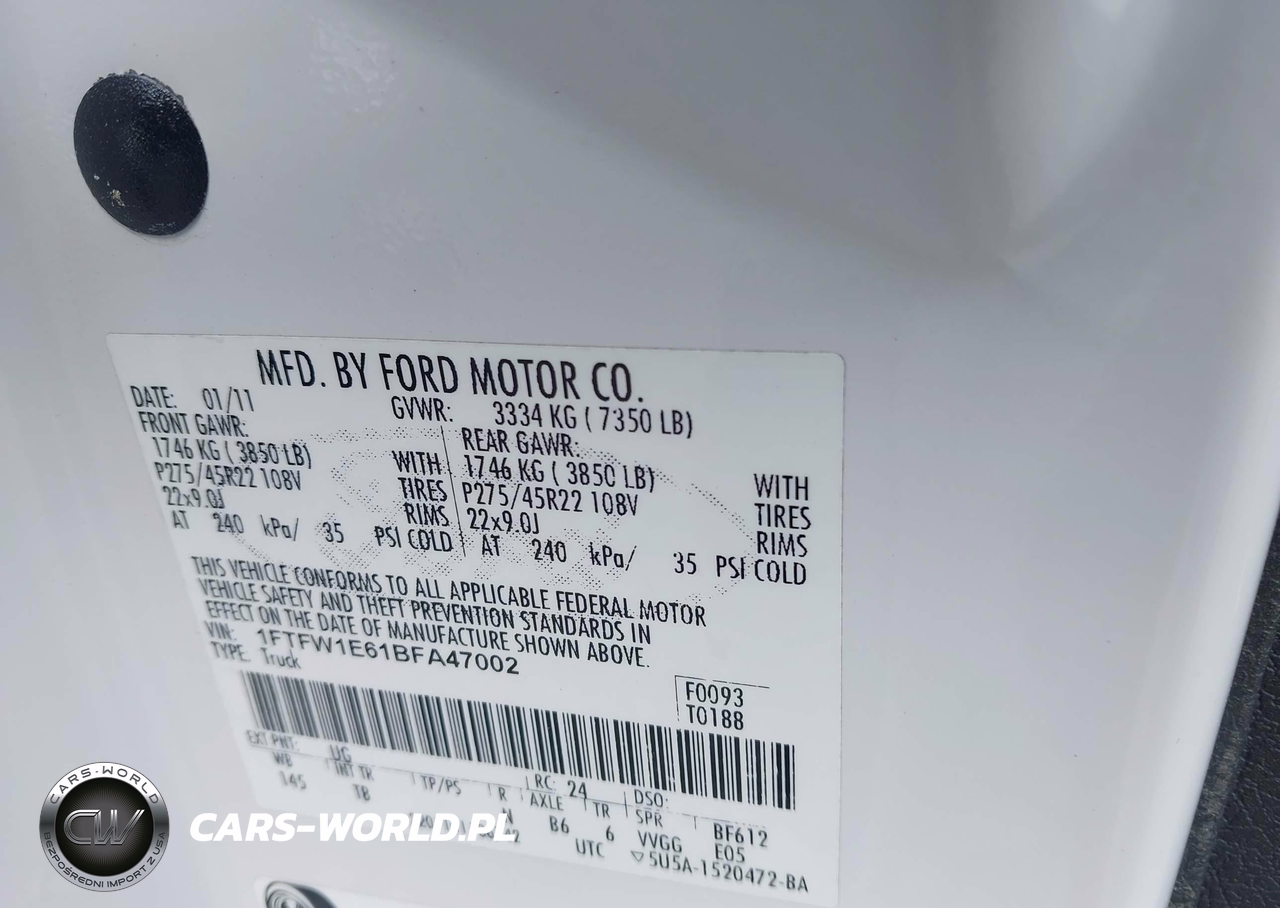 MFD. BY FORD MOTOR CO.
DATE: 01/11 GVWR: 3334 KG ( 7350 LB)
FRONT GAWR: REAR GAWR:
1746 KG ( 3850 LB) WITH 1746 KG ( 3850 LB) WITH
P275/45R22 108V TIRES P275/45R22 108V TIRES
22x9.0J RIMS 22x9.0J RIMS
AT 240 kPa/ 35 PSI COLD AT 240 kPa/ 35 PSI COLD
THIS VEHICLE CONFORMS TO ALL APPLICABLE FEDERAL MOTOR
VEHICLE SAFETY AND THEFT PREVENTION STANDARDS IN
EFFECT ON THE DATE OF MANUFACTURE SHOWN ABOVE.
VIN: 1FTFW1E61BFA47002
TYPE: Truck
F0093
T0188
EXT PNT: UG RC: 24 DSO:
WB INT TR TP/PS R AXLE TR SPR BF612
145 TB B6 6 VVGG E05
UTC ▽5U5A-1520472-BA
CARS-WORLD
CW
BEZPOŚREDNI IMPORT Z USA
CARS-WORLD.PL